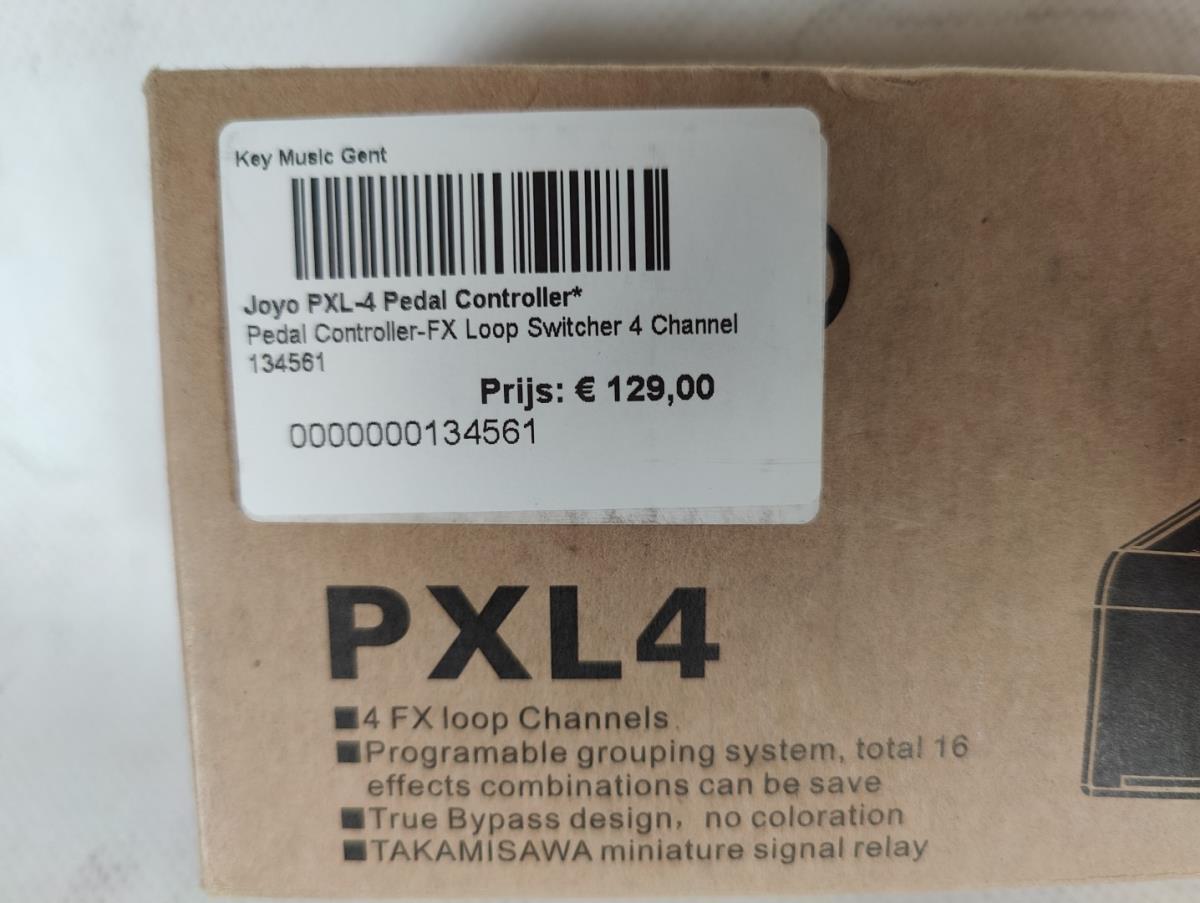 Key Music Gent
Joyo PXL-4 Pedal Controller*
Pedal Controller-FX Loop Switcher 4 Channel
134561
Prijs: € 129,00
0000000134561
PXL4
■4 FX loop Channels
■Programable grouping system, total 16
effects combinations can be save
■True Bypass design, no coloration
■TAKAMISAWA miniature signal relay